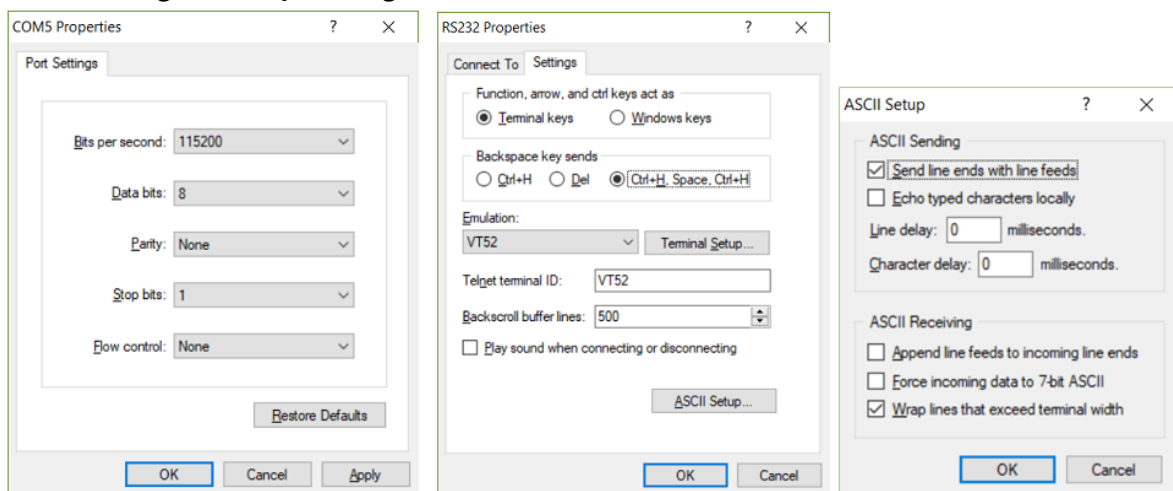 COM5 Properties ? ×
Port Settings
Bits per second: 115200
Data bits: 8
Parity: None
Stop bits: 1
Flow control: None
Restore Defaults
OK Cancel Apply
RS232 Properties ? ×
Connect To Settings
Function, arrow, and ctrl keys act as
Terminal keys Windows keys
Backspace key sends
Ctrl+H Del Ctrl+H, Space, Ctrl+H
Emulation:
VT52 Terminal Setup...
Telnet terminal ID: VT52
Backscroll buffer lines: 500
Play sound when connecting or disconnecting
ASCII Setup...
OK Cancel
ASCII Setup ? ×
ASCII Sending
Send line ends with line feeds
Echo typed characters locally
Line delay: 0 milliseconds.
Character delay: 0 milliseconds.
ASCII Receiving
Append line feeds to incoming line ends
Force incoming data to 7-bit ASCII
Wrap lines that exceed terminal width
OK Cancel